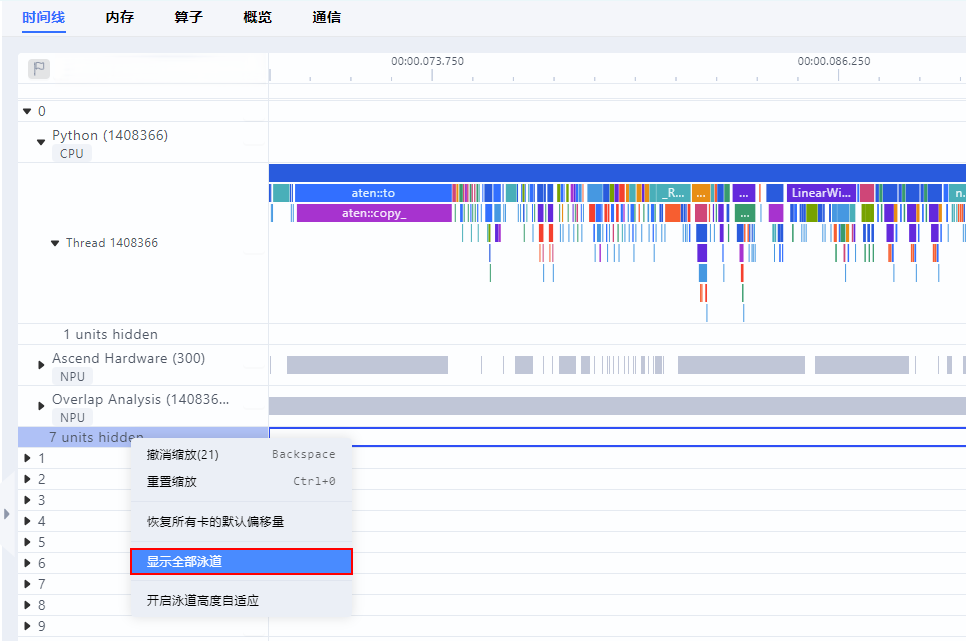 时间线 内存 算子 概览 通信
00:00.073.750 00:00.086.250
0
Python (1408366)
CPU
aten::to _R... ... ... LinearWi... n.
aten::copy_ ...
Thread 1408366
1 units hidden
Ascend Hardware (300)
NPU
Overlap Analysis (140836...
NPU
7 units hidden
撤消缩放(21) Backspace
重置缩放 Ctrl+0
恢复所有卡的默认偏移量
显示全部泳道
开启泳道高度自适应
1
2
3
4
5
6
7
8
9